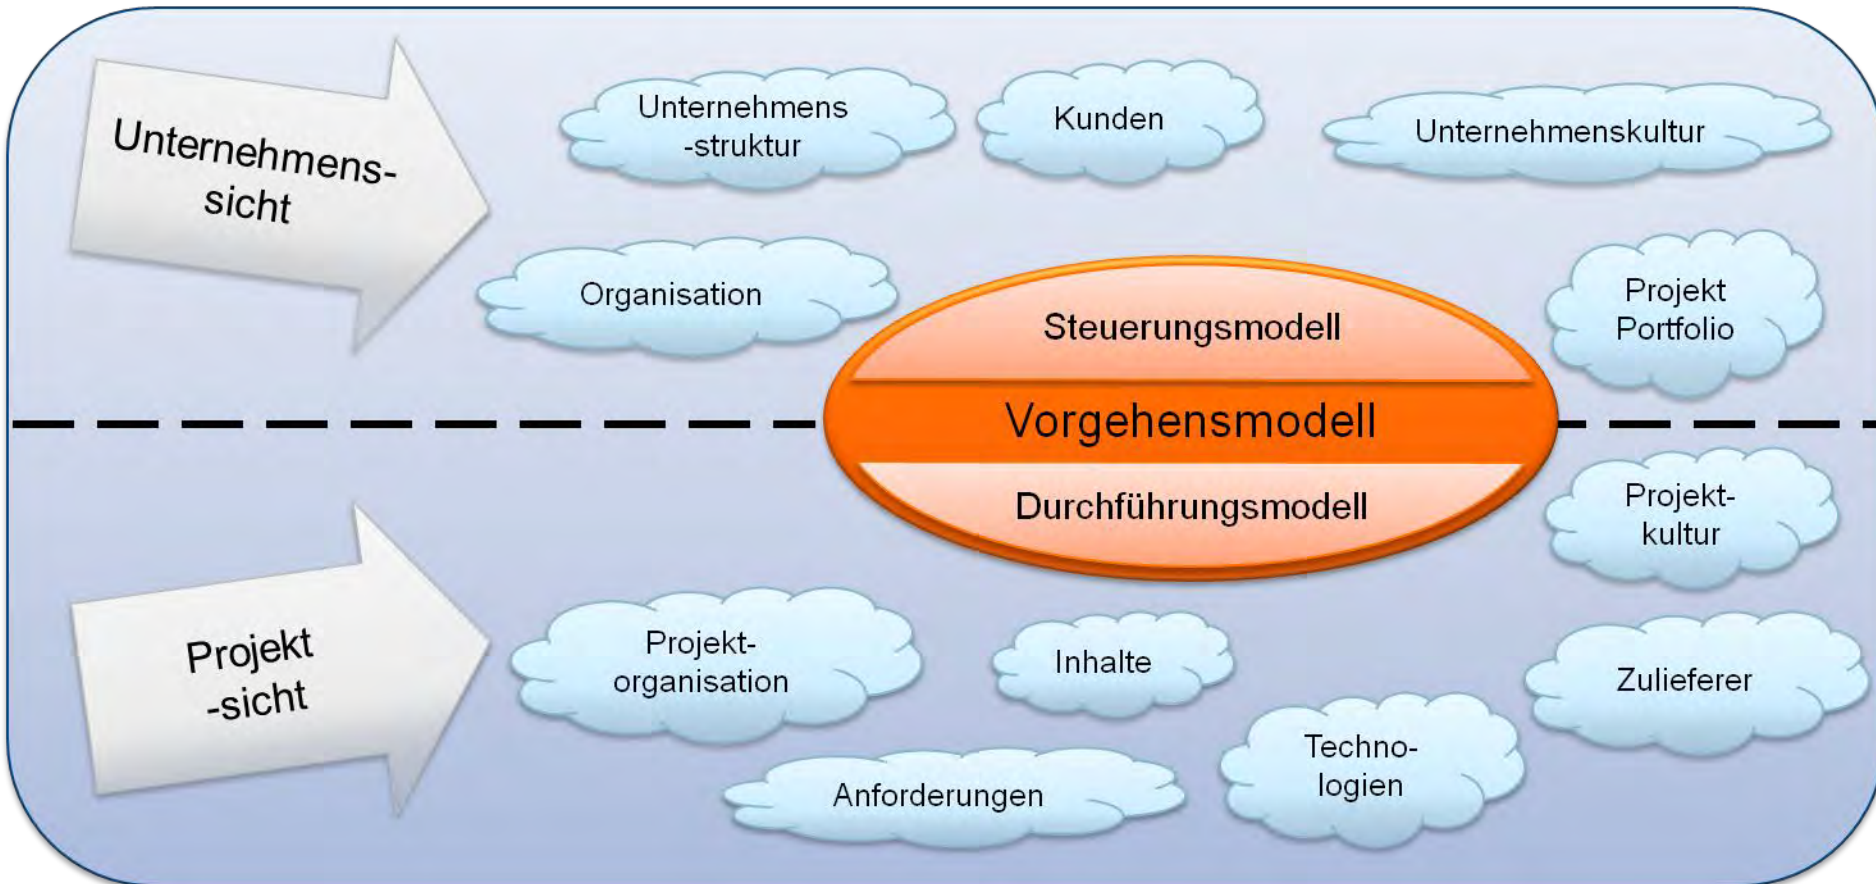 Unternehmens-
sicht
Unternehmens
-struktur
Kunden
Unternehmenskultur
Organisation
Steuerungsmodell
Projekt
Portfolio
Vorgehensmodell
Durchführungsmodell
Projekt-
kultur
Projekt
-sicht
Projekt-
organisation
Inhalte
Zulieferer
Techno-
logien
Anforderungen